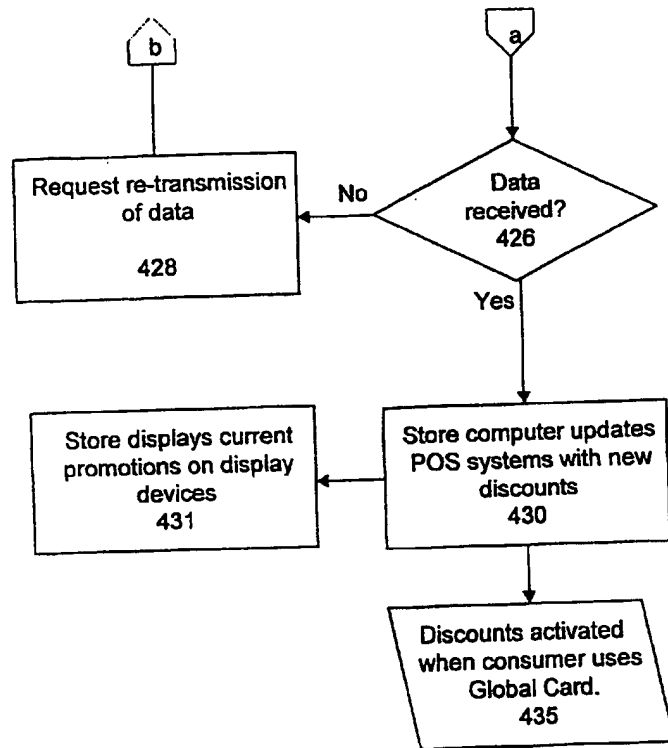 b
a
Request re-transmission
of data
428
No
Data
received?
426
Yes
Store displays current
promotions on display
devices
431
Store computer updates
POS systems with new
discounts
430
Discounts activated
when consumer uses
Global Card.
435